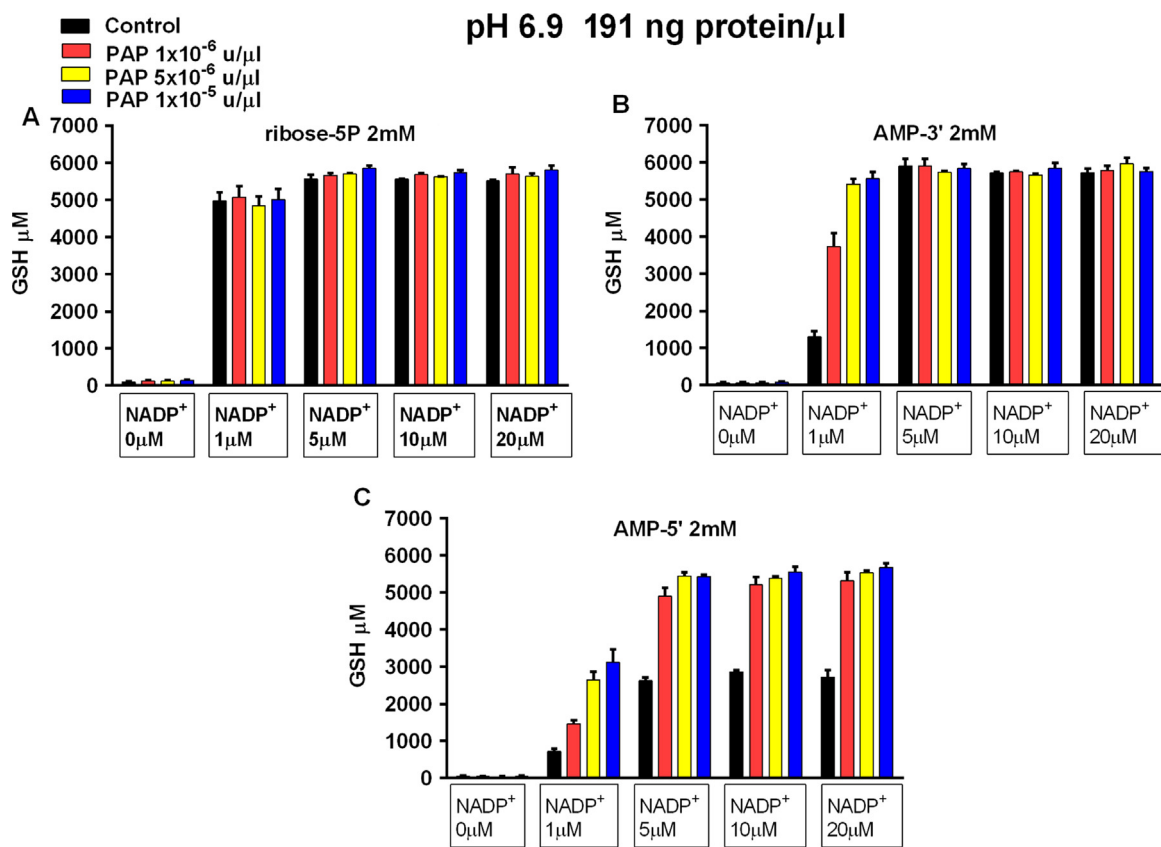 pH 6.9 191 ng protein/µl
Control
PAP 1x10⁻⁶ u/µl
PAP 5x10⁻⁶ u/µl
PAP 1x10⁻⁵ u/µl
A
ribose-5P 2mM
GSH µM
7000
6000
5000
4000
3000
2000
1000
0
NADP⁺ NADP⁺ NADP⁺ NADP⁺ NADP⁺
0µM 1µM 5µM 10µM 20µM
B
AMP-3' 2mM
GSH µM
7000
6000
5000
4000
3000
2000
1000
0
NADP⁺ NADP⁺ NADP⁺ NADP⁺ NADP⁺
0µM 1µM 5µM 10µM 20µM
C
AMP-5' 2mM
GSH µM
7000
6000
5000
4000
3000
2000
1000
0
NADP⁺ NADP⁺ NADP⁺ NADP⁺ NADP⁺
0µM 1µM 5µM 10µM 20µM